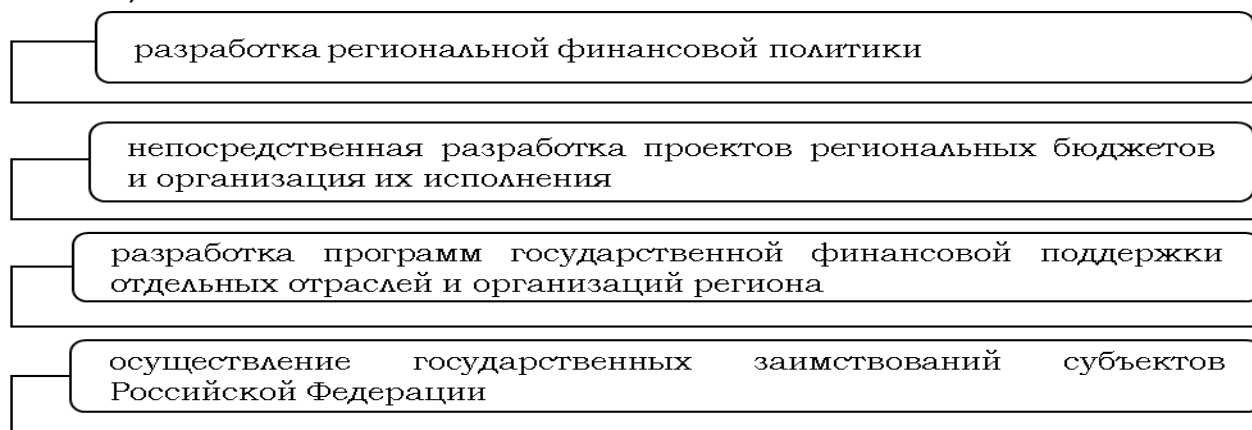 разработка региональной финансовой политики
непосредственная разработка проектов региональных бюджетов
и организация их исполнения
разработка программ государственной финансовой поддержки
отдельных отраслей и организаций региона
осуществление государственных заимствований субъектов
Российской Федерации